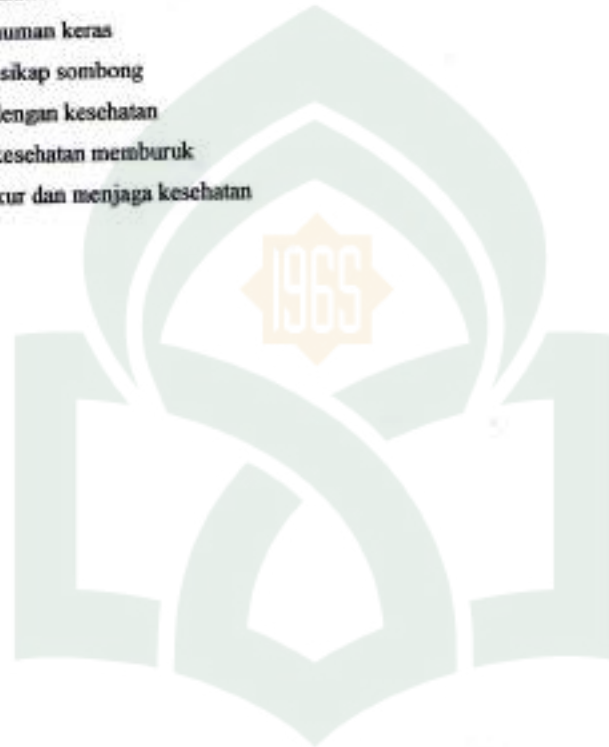 numan keras
sikap sombong
dengan kesehatan
kesehatan memburuk
kur dan menjaga kesehatan
1965